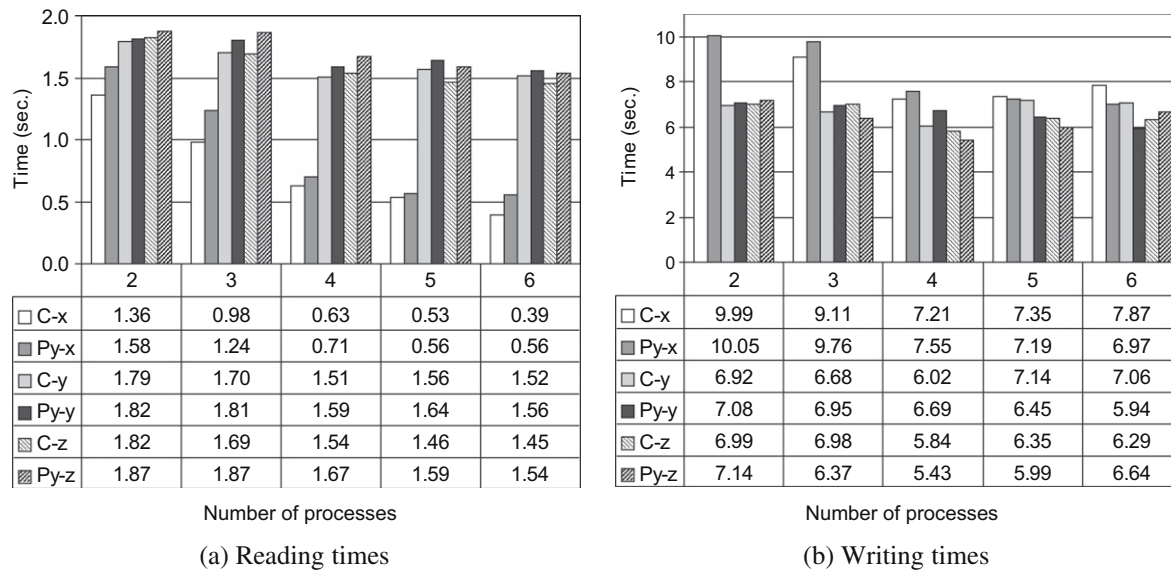 2.0
1.5
1.0
0.5
0.0
Time (sec.)
2 3 4 5 6
C-x 1.36 0.98 0.63 0.53 0.39
Py-x 1.58 1.24 0.71 0.56 0.56
C-y 1.79 1.70 1.51 1.56 1.52
Py-y 1.82 1.81 1.59 1.64 1.56
C-z 1.82 1.69 1.54 1.46 1.45
Py-z 1.87 1.87 1.67 1.59 1.54
Number of processes
(a) Reading times
10
8
6
4
2
0
Time (sec.)
2 3 4 5 6
C-x 9.99 9.11 7.21 7.35 7.87
Py-x 10.05 9.76 7.55 7.19 6.97
C-y 6.92 6.68 6.02 7.14 7.06
Py-y 7.08 6.95 6.69 6.45 5.94
C-z 6.99 6.98 5.84 6.35 6.29
Py-z 7.14 6.37 5.43 5.99 6.64
Number of processes
(b) Writing times